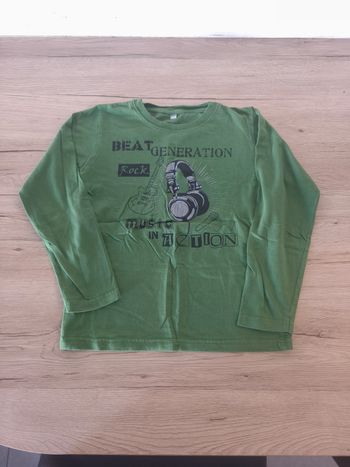 BEAT
GENERATION
Rock
MUSIC
IN ACTION